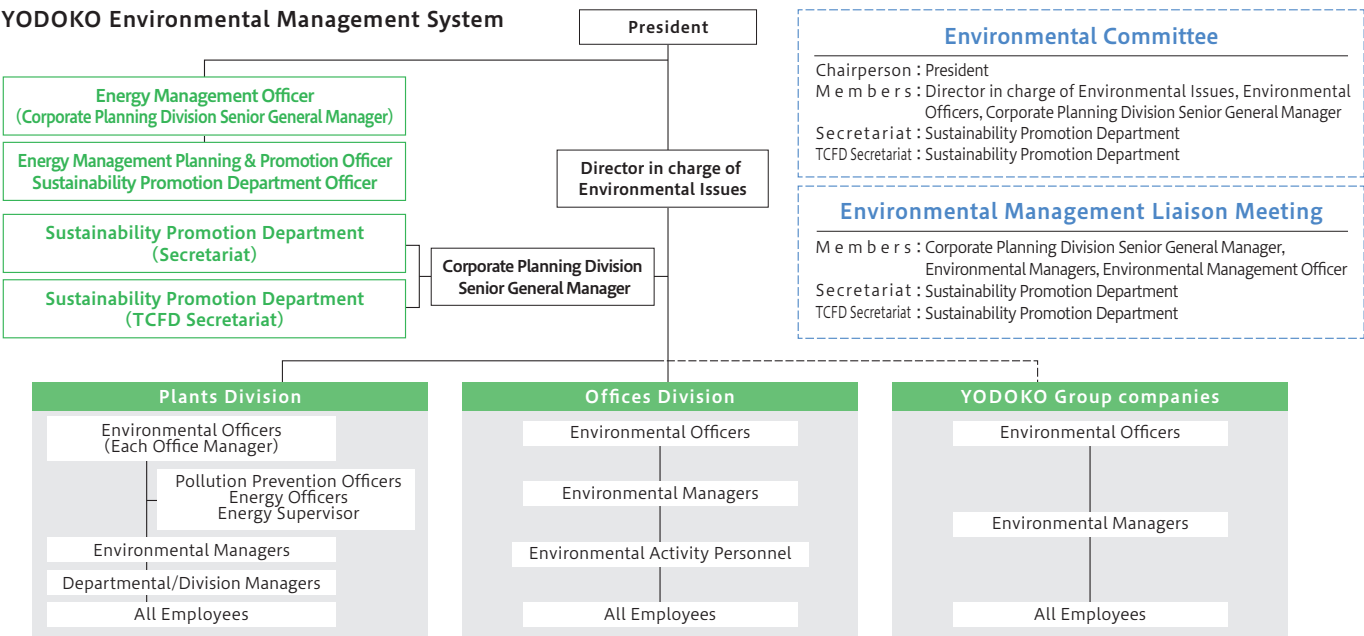 YODOKO Environmental Management System
President
Energy Management Officer
(Corporate Planning Division Senior General Manager)
Energy Management Planning & Promotion Officer
Sustainability Promotion Department Officer
Director in charge of
Environmental Issues
Sustainability Promotion Department
(Secretariat)
Sustainability Promotion Department
(TCFD Secretariat)
Corporate Planning Division
Senior General Manager
Environmental Committee
Chairperson : President
Members : Director in charge of Environmental Issues, Environmental
Officers, Corporate Planning Division Senior General Manager
Secretariat : Sustainability Promotion Department
TCFD Secretariat : Sustainability Promotion Department
Environmental Management Liaison Meeting
Members : Corporate Planning Division Senior General Manager,
Environmental Managers, Environmental Management Officer
Secretariat : Sustainability Promotion Department
TCFD Secretariat : Sustainability Promotion Department
Plants Division
Environmental Officers
(Each Office Manager)
Pollution Prevention Officers
Energy Officers
Energy Supervisor
Environmental Managers
Departmental/Division Managers
All Employees
Offices Division
Environmental Officers
Environmental Managers
Environmental Activity Personnel
All Employees
YODOKO Group companies
Environmental Officers
Environmental Managers
All Employees